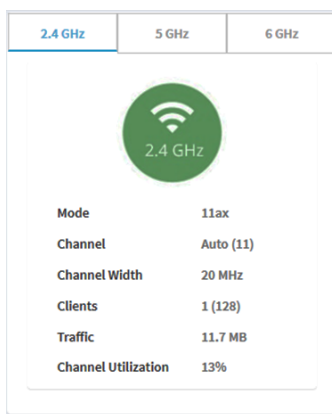 2.4 GHz 5 GHz 6 GHz
2.4 GHz
Mode 11ax
Channel Auto (11)
Channel Width 20 MHz
Clients 1 (128)
Traffic 11.7 MB
Channel Utilization 13%